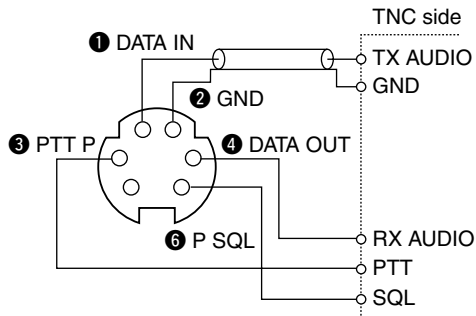 TNC side
❶ DATA IN
TX AUDIO
❷ GND
GND
❸ PTT P
❹ DATA OUT
❻ P SQL
RX AUDIO
PTT
SQL